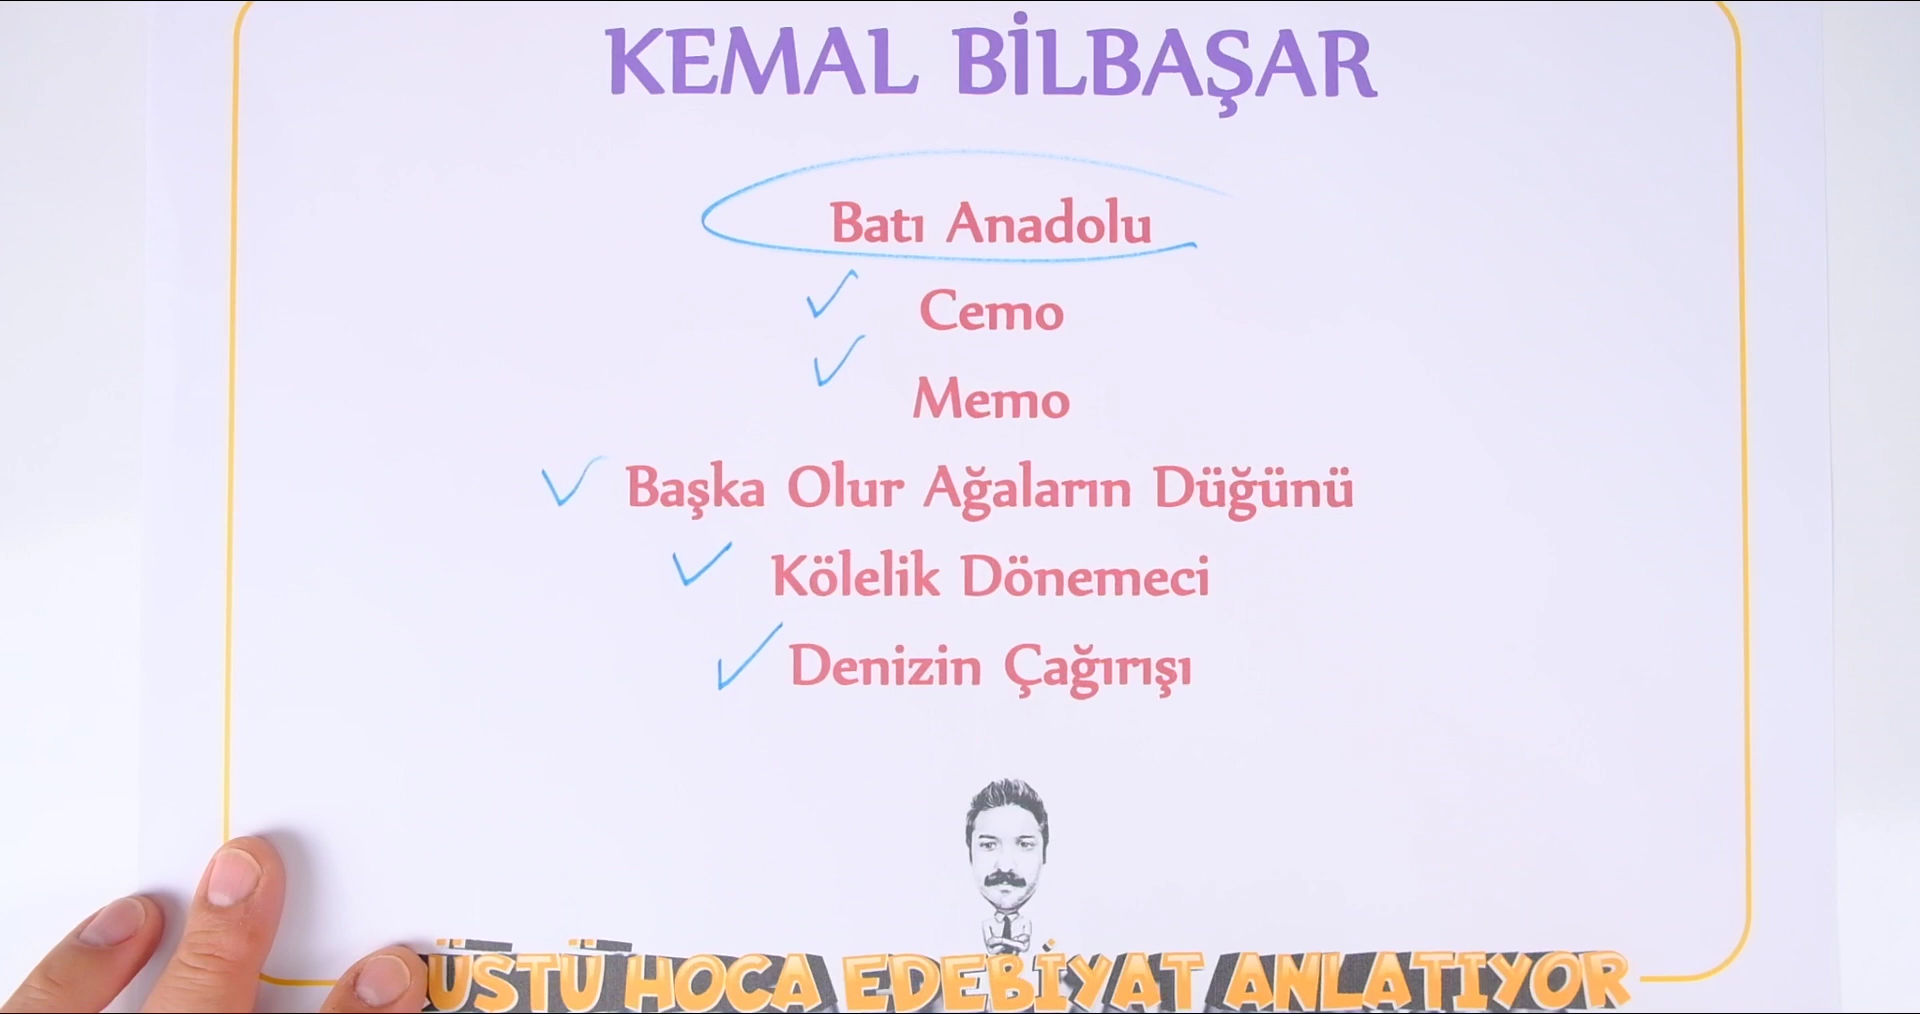 KEMAL BİLBAŞAR
Batı Anadolu
Cemo
Memo
Başka Olur Ağaların Düğünü
Kölelik Dönemeci
Denizin Çağırışı
ÜSTÜ HOCA EDEBİYAT ANLATIYOR